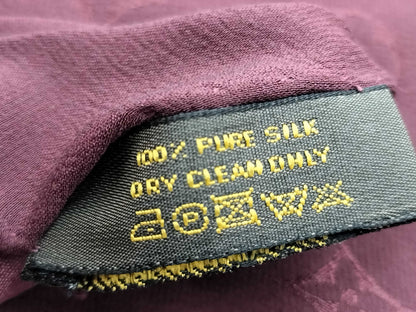 100% PURE SILK
DRY CLEAN ONLY
P